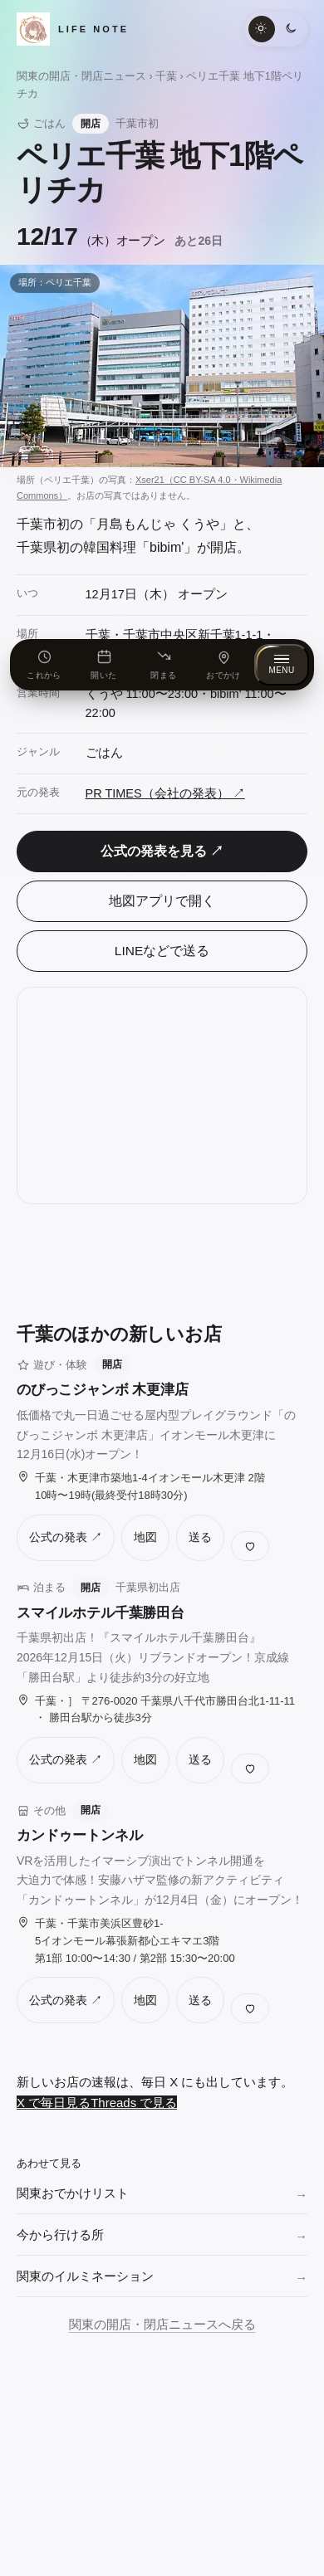 LIFE NOTE
関東の開店・閉店ニュース › 千葉 › ペリエ千葉 地下1階ペリ
チカ
ごはん 開店 千葉市初
ペリエ千葉 地下1階ペ
リチカ
12/17（木）オープン あと26日
場所：ペリエ千葉
場所（ペリエ千葉）の写真：Xser21（CC BY-SA 4.0・Wikimedia
Commons）。お店の写真ではありません。
千葉市初の「月島もんじゃ くうや」と、
千葉県初の韓国料理「bibim’」が開店。
いつ 12月17日（木） オープン
場所 千葉・千葉市中央区新千葉1-1-1・
これから 開いた 閉まる おでかけ MENU
営業時間 くうや 11:00〜23:00・bibim’ 11:00〜
22:00
ジャンル ごはん
元の発表 PR TIMES（会社の発表） ↗
公式の発表を見る ↗
地図アプリで開く
LINEなどで送る
千葉のほかの新しいお店
遊び・体験 開店
のびっこジャンボ 木更津店
低価格で丸一日過ごせる屋内型プレイグラウンド「の
びっこジャンボ 木更津店」イオンモール木更津に
12月16日(水)オープン！
千葉・木更津市築地1-4イオンモール木更津 2階
10時〜19時(最終受付18時30分)
公式の発表 ↗ 地図 送る
泊まる 開店 千葉県初出店
スマイルホテル千葉勝田台
千葉県初出店！『スマイルホテル千葉勝田台』
2026年12月15日（火）リブランドオープン！京成線
「勝田台駅」より徒歩約3分の好立地
千葉・］ 〒276-0020 千葉県八千代市勝田台北1-11-11
・ 勝田台駅から徒歩3分
公式の発表 ↗ 地図 送る
その他 開店
カンドゥートンネル
VRを活用したイマーシブ演出でトンネル開通を
大迫力で体感！安藤ハザマ監修の新アクティビティ
「カンドゥートンネル」が12月4日（金）にオープン！
千葉・千葉市美浜区豊砂1-
5イオンモール幕張新都心エキマエ3階
第1部 10:00〜14:30 / 第2部 15:30〜20:00
公式の発表 ↗ 地図 送る
新しいお店の速報は、毎日 X にも出しています。
X で毎日見るThreads で見る
あわせて見る
関東おでかけリスト →
今から行ける所 →
関東のイルミネーション →
関東の開店・閉店ニュースへ戻る